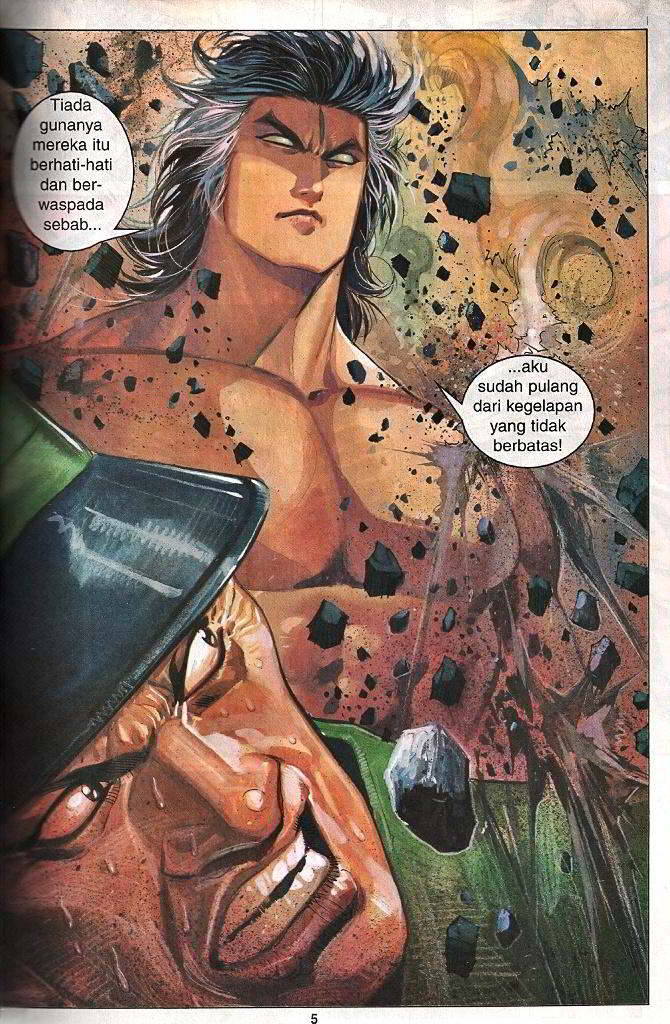 Tiada
gunanya
mereka itu
berhati-hati
dan ber-
waspada
sebab...
...aku
sudah pulang
dari kegelapan
yang tidak
berbatas!
5